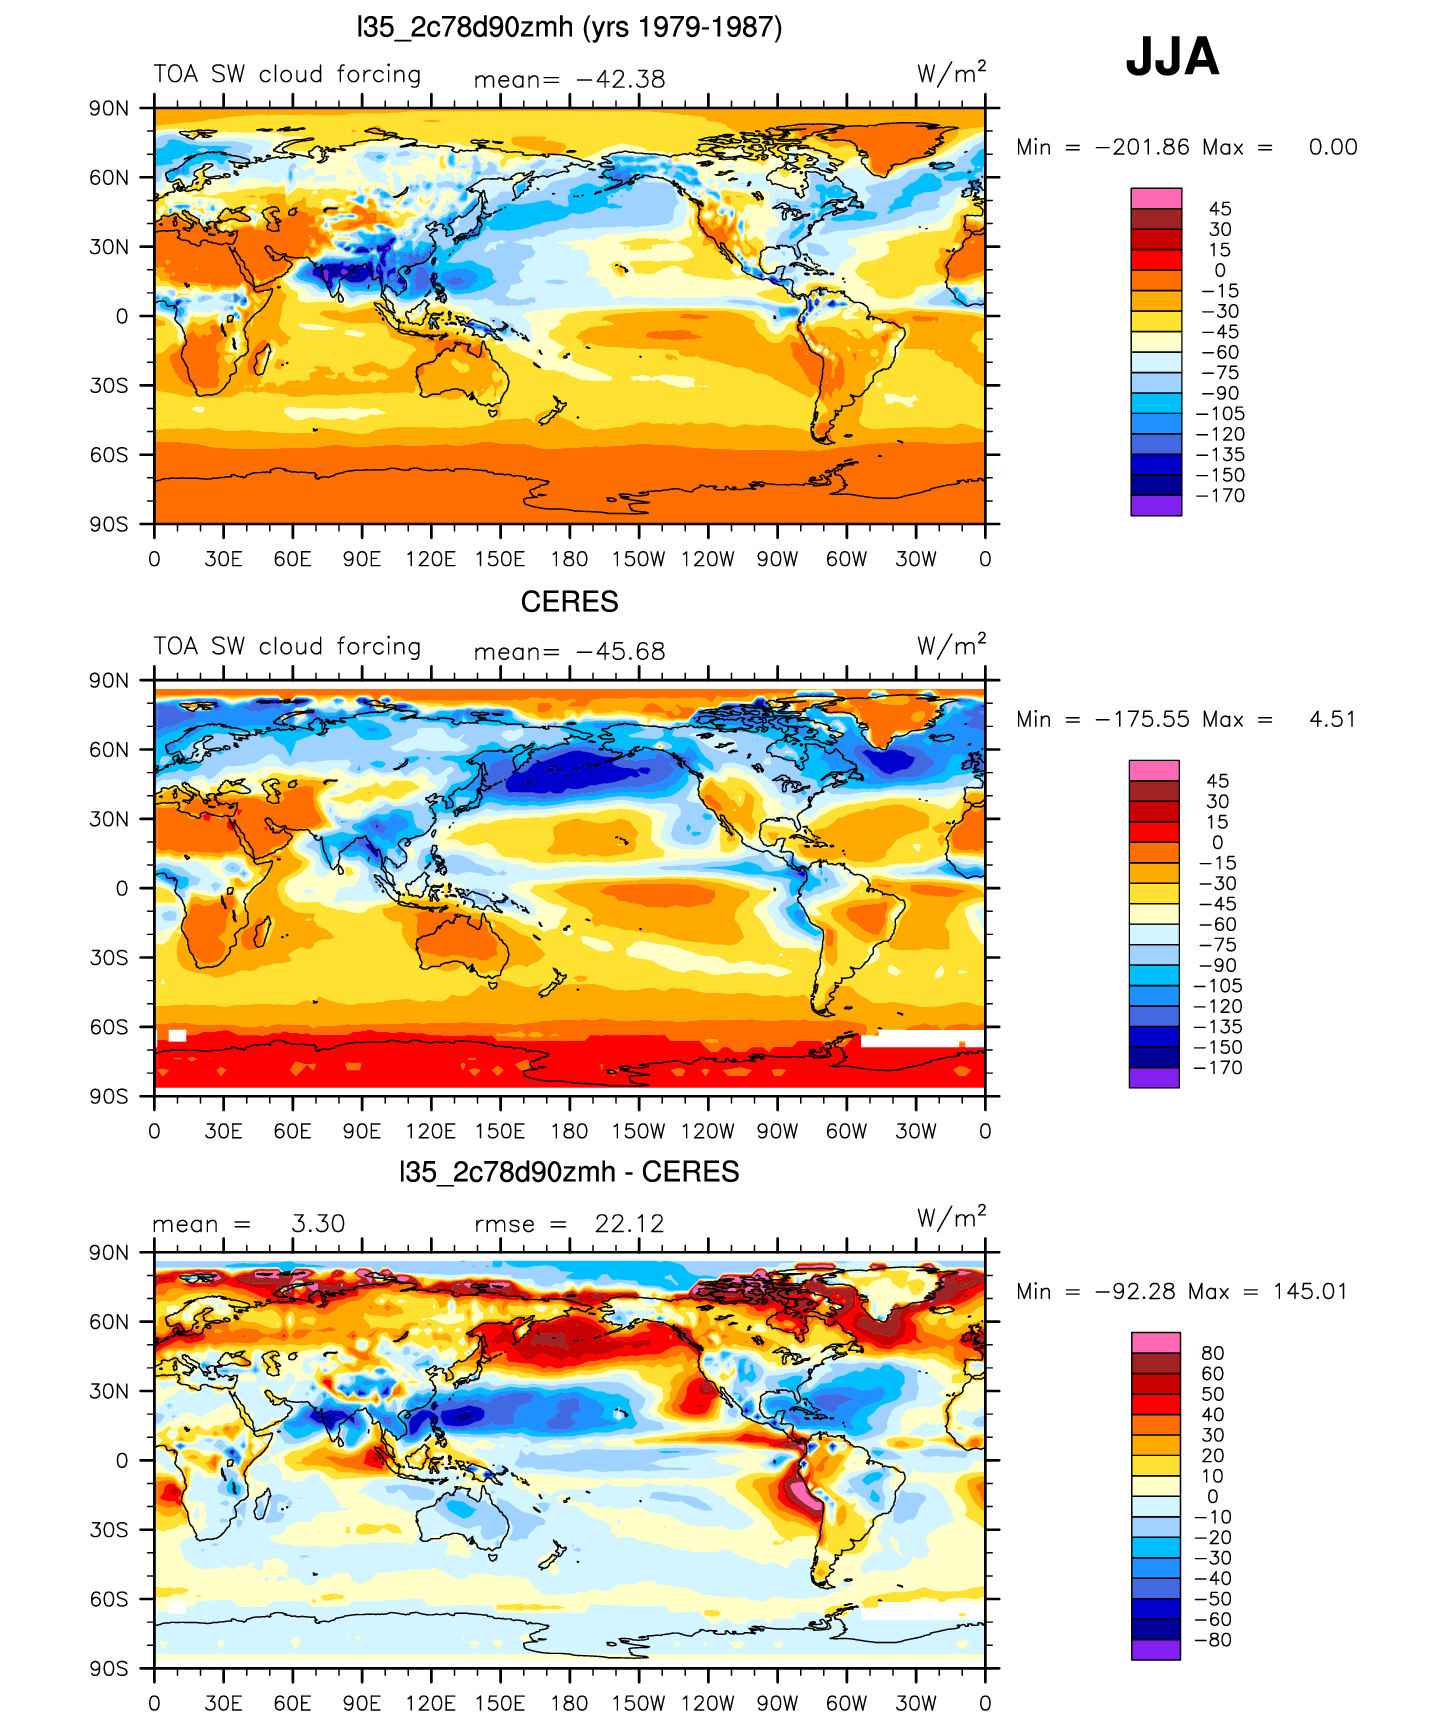 l35_2c78d90zmh (yrs 1979-1987)
JJA
TOA SW cloud forcing mean= −42.38 W/m²
Min = −201.86 Max = 0.00
90N
60N
30N
0
30S
60S
90S
0 30E 60E 90E 120E 150E 180 150W 120W 90W 60W 30W 0
45
30
15
0
−15
−30
−45
−60
−75
−90
−105
−120
−135
−150
−170
CERES
TOA SW cloud forcing mean= −45.68 W/m²
Min = −175.55 Max = 4.51
90N
60N
30N
0
30S
60S
90S
0 30E 60E 90E 120E 150E 180 150W 120W 90W 60W 30W 0
45
30
15
0
−15
−30
−45
−60
−75
−90
−105
−120
−135
−150
−170
l35_2c78d90zmh - CERES
mean = 3.30 rmse = 22.12 W/m²
Min = −92.28 Max = 145.01
90N
60N
30N
0
30S
60S
90S
0 30E 60E 90E 120E 150E 180 150W 120W 90W 60W 30W 0
80
60
50
40
30
20
10
0
−10
−20
−30
−40
−50
−60
−80